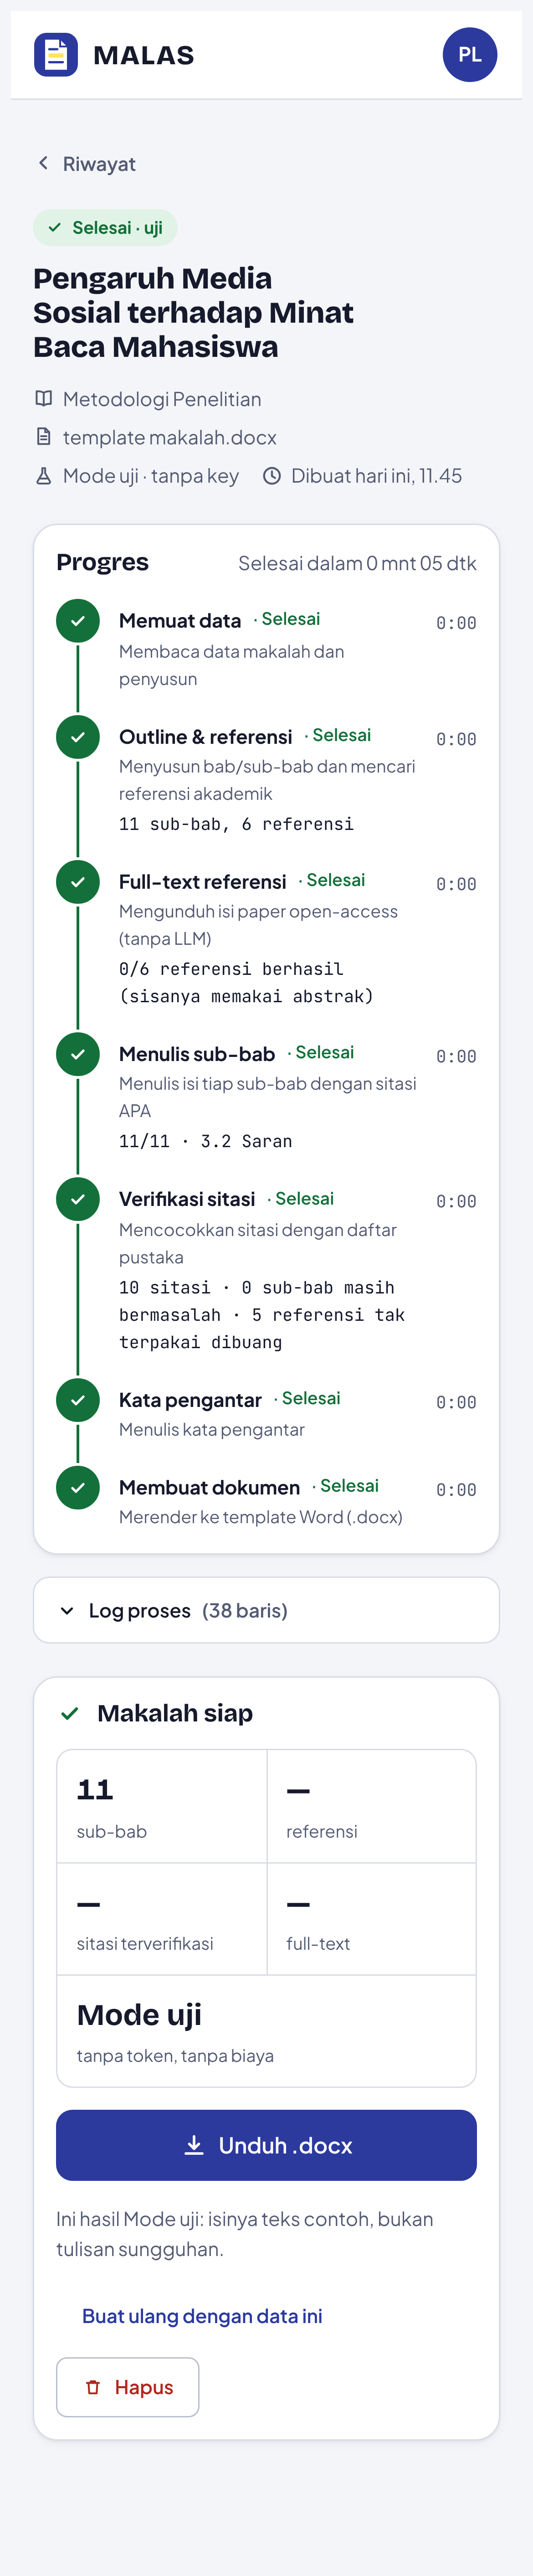 MALAS
PL
Riwayat
Selesai · uji
Pengaruh Media
Sosial terhadap Minat
Baca Mahasiswa
Metodologi Penelitian
template makalah.docx
Mode uji · tanpa key
Dibuat hari ini, 11.45
Progres
Selesai dalam 0 mnt 05 dtk
Memuat data · Selesai 0:00
Membaca data makalah dan
penyusun
Outline & referensi · Selesai 0:00
Menyusun bab/sub-bab dan mencari
referensi akademik
11 sub-bab, 6 referensi
Full-text referensi · Selesai 0:00
Mengunduh isi paper open-access
(tanpa LLM)
0/6 referensi berhasil
(sisanya memakai abstrak)
Menulis sub-bab · Selesai 0:00
Menulis isi tiap sub-bab dengan sitasi
APA
11/11 · 3.2 Saran
Verifikasi sitasi · Selesai 0:00
Mencocokkan sitasi dengan daftar
pustaka
10 sitasi · 0 sub-bab masih
bermasalah · 5 referensi tak
terpakai dibuang
Kata pengantar · Selesai 0:00
Menulis kata pengantar
Membuat dokumen · Selesai 0:00
Merender ke template Word (.docx)
Log proses (38 baris)
Makalah siap
11
sub-bab
—
referensi
—
sitasi terverifikasi
—
full-text
Mode uji
tanpa token, tanpa biaya
Unduh .docx
Ini hasil Mode uji: isinya teks contoh, bukan
tulisan sungguhan.
Buat ulang dengan data ini
Hapus